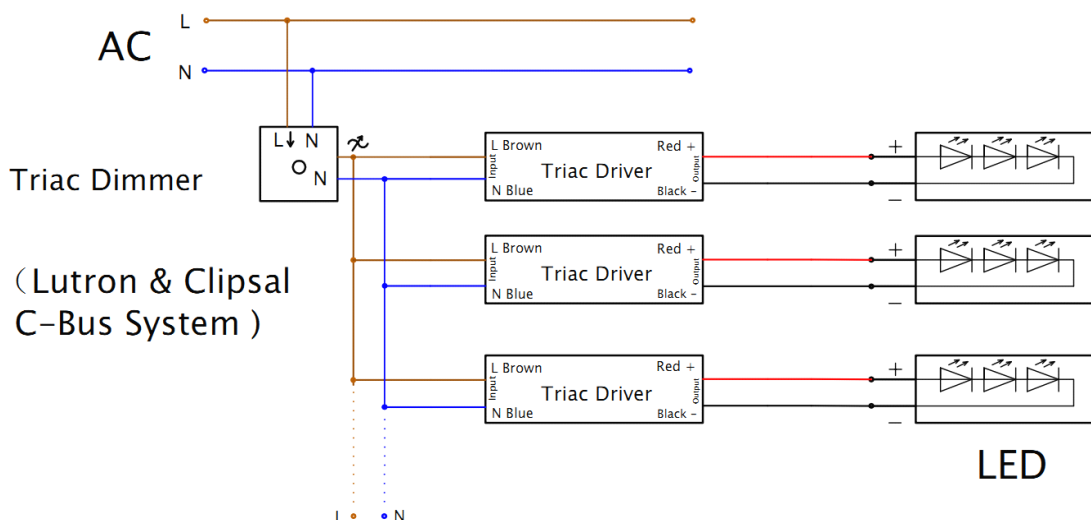 L
AC
N
L N
N
Triac Dimmer
(Lutron & Clipsal
C-Bus System )
L Brown
Input
N Blue
Triac Driver
Red +
Output
Black -
+
-
L Brown
Input
N Blue
Triac Driver
Red +
Output
Black -
+
-
L Brown
Input
N Blue
Triac Driver
Red +
Output
Black -
+
-
LED
L
N